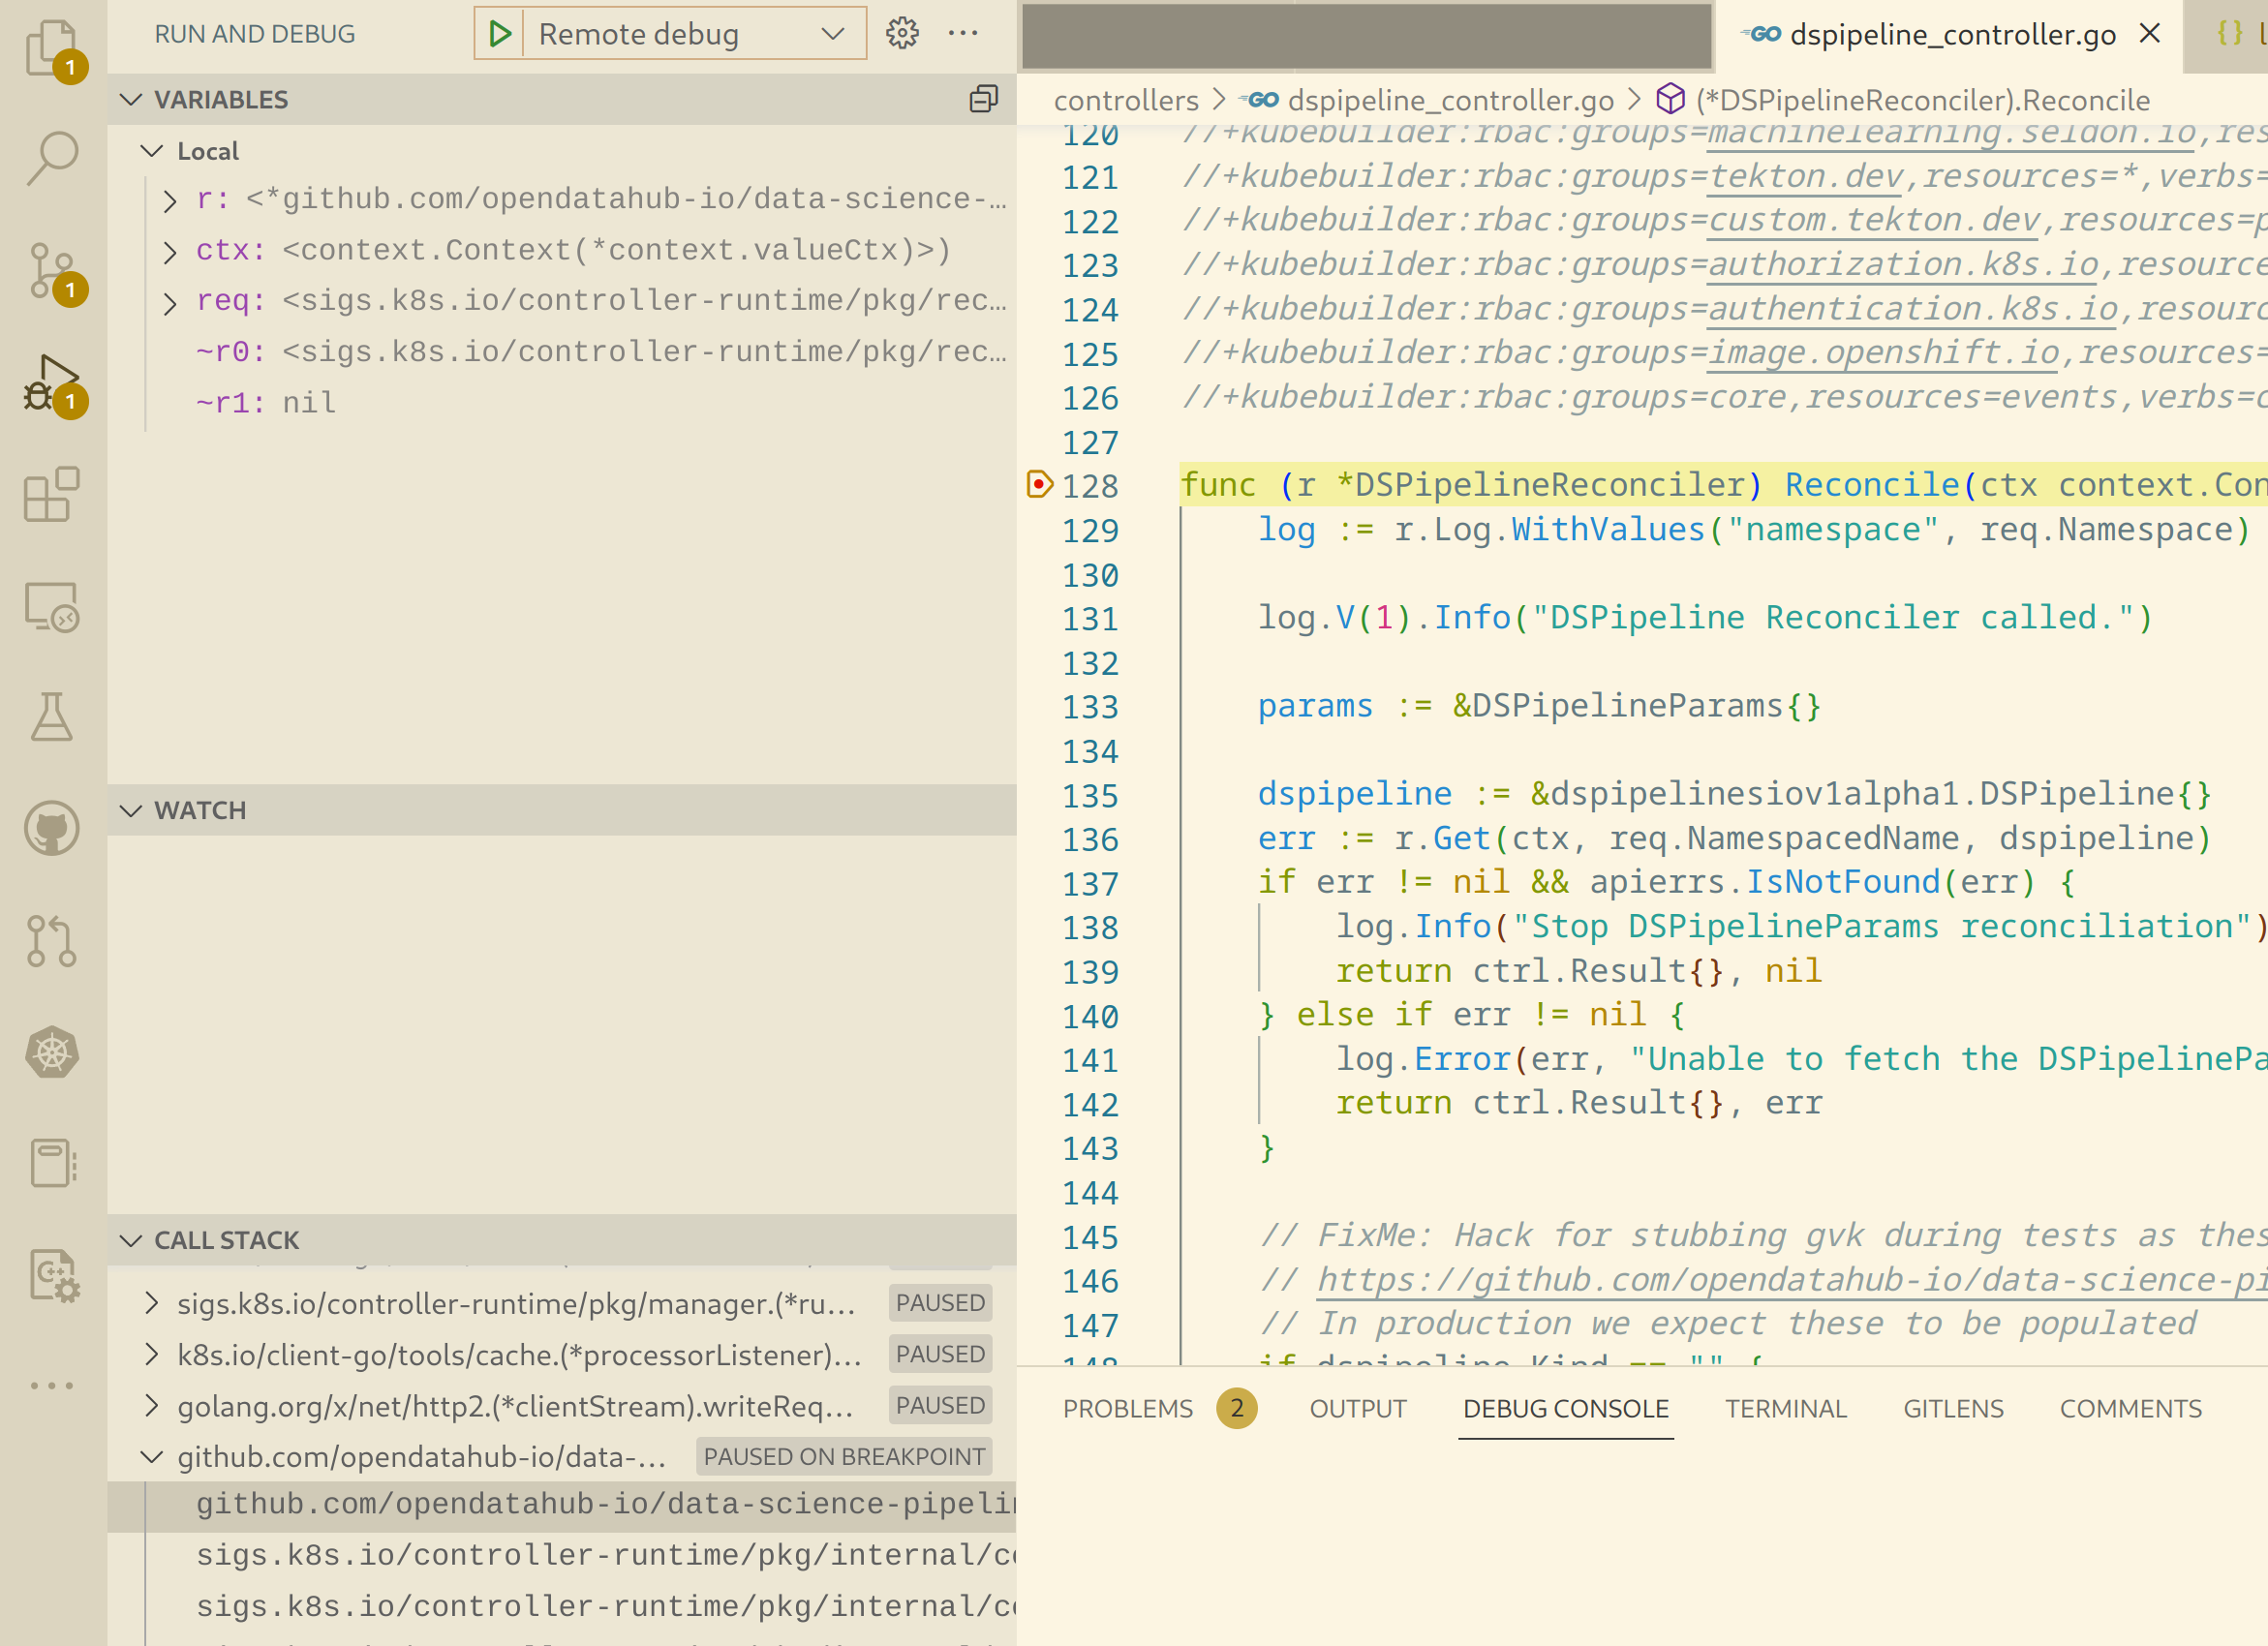 RUN AND DEBUG
Remote debug
VARIABLES
Local
r: <*github.com/opendatahub-io/data-science-…
ctx: <context.Context(*context.valueCtx)>)
req: <sigs.k8s.io/controller-runtime/pkg/rec…
~r0: <sigs.k8s.io/controller-runtime/pkg/rec…
~r1: nil
WATCH
CALL STACK
sigs.k8s.io/controller-runtime/pkg/manager.(*ru… PAUSED
k8s.io/client-go/tools/cache.(*processorListener)… PAUSED
golang.org/x/net/http2.(*clientStream).writeReq… PAUSED
github.com/opendatahub-io/data-… PAUSED ON BREAKPOINT
github.com/opendatahub-io/data-science-pipelin
sigs.k8s.io/controller-runtime/pkg/internal/co
sigs.k8s.io/controller-runtime/pkg/internal/co
1
1
1
GO dspipeline_controller.go
controllers > GO dspipeline_controller.go > (*DSPipelineReconciler).Reconcile
120 //+kubebuilder:rbac:groups=machinelearning.seldon.io,res
121 //+kubebuilder:rbac:groups=tekton.dev,resources=*,verbs=
122 //+kubebuilder:rbac:groups=custom.tekton.dev,resources=p
123 //+kubebuilder:rbac:groups=authorization.k8s.io,resource
124 //+kubebuilder:rbac:groups=authentication.k8s.io,resourc
125 //+kubebuilder:rbac:groups=image.openshift.io,resources=
126 //+kubebuilder:rbac:groups=core,resources=events,verbs=c
127
128 func (r *DSPipelineReconciler) Reconcile(ctx context.Con
129 log := r.Log.WithValues("namespace", req.Namespace)
130
131 log.V(1).Info("DSPipeline Reconciler called.")
132
133 params := &DSPipelineParams{}
134
135 dspipeline := &dspipelinesiov1alpha1.DSPipeline{}
136 err := r.Get(ctx, req.NamespacedName, dspipeline)
137 if err != nil && apierrs.IsNotFound(err) {
138 log.Info("Stop DSPipelineParams reconciliation")
139 return ctrl.Result{}, nil
140 } else if err != nil {
141 log.Error(err, "Unable to fetch the DSPipelinePa
142 return ctrl.Result{}, err
143 }
144
145 // FixMe: Hack for stubbing gvk during tests as thes
146 // https://github.com/opendatahub-io/data-science-pi
147 // In production we expect these to be populated
148 if dspipeline.Kind == "" {
PROBLEMS 2 OUTPUT DEBUG CONSOLE TERMINAL GITLENS COMMENTS